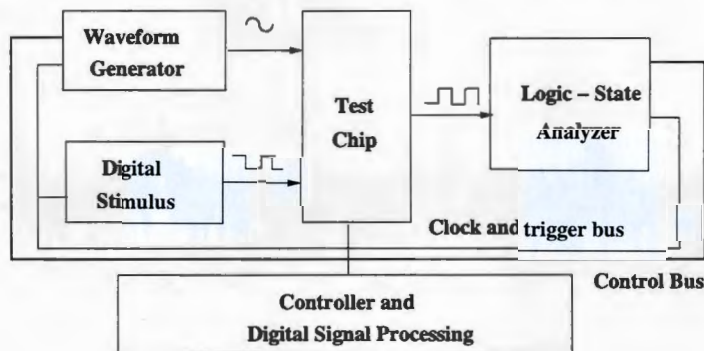 Waveform
Generator
Test
Chip
Logic – State
Analyzer
Digital
Stimulus
Clock and trigger bus
Control Bus
Controller and
Digital Signal Processing